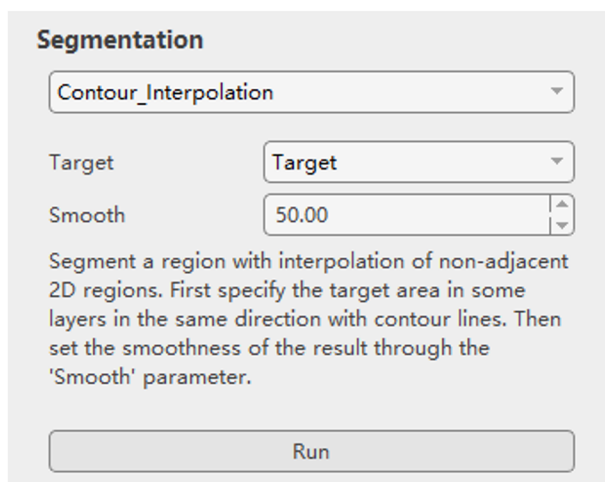 Segmentation
Contour_Interpolation
Target Target
Smooth 50.00
Segment a region with interpolation of non-adjacent
2D regions. First specify the target area in some
layers in the same direction with contour lines. Then
set the smoothness of the result through the
'Smooth' parameter.
Run